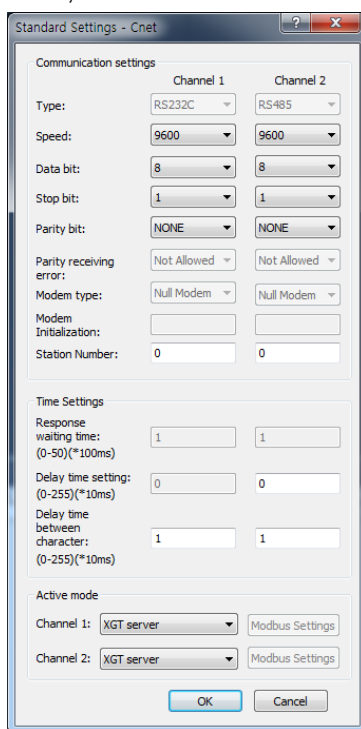 Standard Settings - Cnet
Communication settings
Channel 1 Channel 2
Type: RS232C RS485
Speed: 9600 9600
Data bit: 8 8
Stop bit: 1 1
Parity bit: NONE NONE
Parity receiving
error: Not Allowed Not Allowed
Modem type: Null Modem Null Modem
Modem
Initialization:
Station Number: 0 0
Time Settings
Response
waiting time: 1 1
(0-50)(*100ms)
Delay time setting: 0 0
(0-255)(*10ms)
Delay time
between
character: 1 1
(0-255)(*10ms)
Active mode
Channel 1: XGT server Modbus Settings
Channel 2: XGT server Modbus Settings
OK Cancel